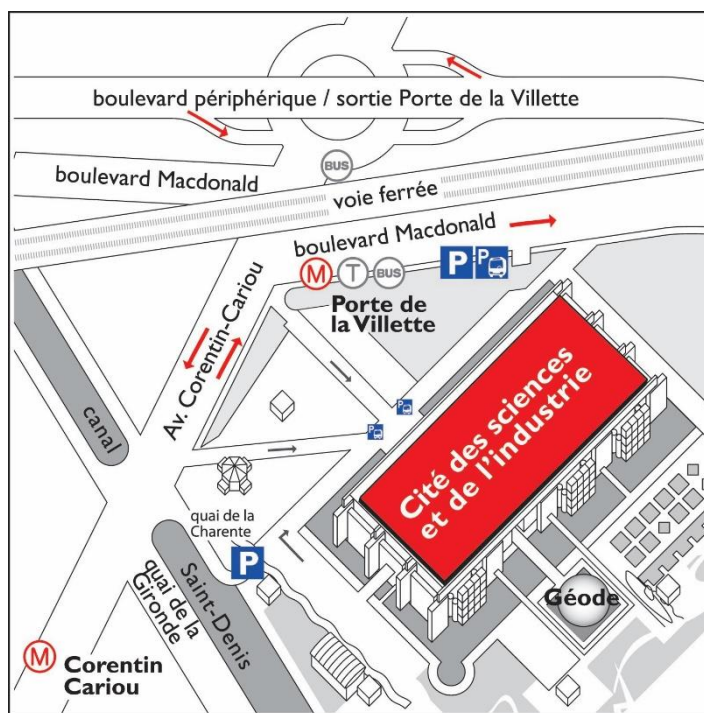 boulevard périphérique / sortie Porte de la Villette
BUS
boulevard Macdonald
voie ferrée
boulevard Macdonald
M
T
BUS
P
P
Porte de
la Villette
Av. Corentin-Cariou
canal
P
P
Cité des sciences
et de l'industrie
quai de la
Charente
P
Saint-Denis
quai de la
Gironde
Géode
M
Corentin
Cariou